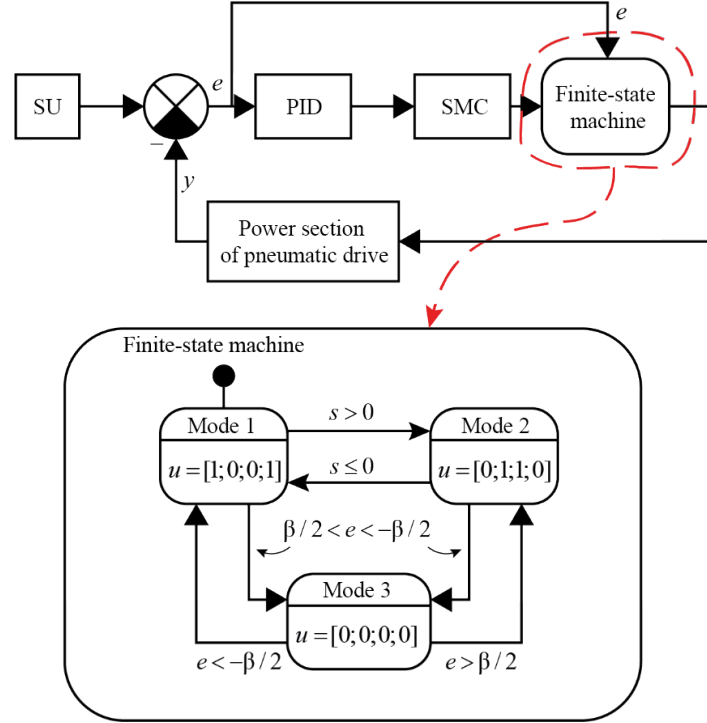 e
e
SU
PID
SMC
Finite-state
machine
−
y
Power section
of pneumatic drive
Finite-state machine
Mode 1
s > 0
Mode 2
u = [1;0;0;1]
s ≤ 0
u = [0;1;1;0]
β / 2 < e < −β / 2
Mode 3
u = [0;0;0;0]
e < −β / 2
e > β / 2